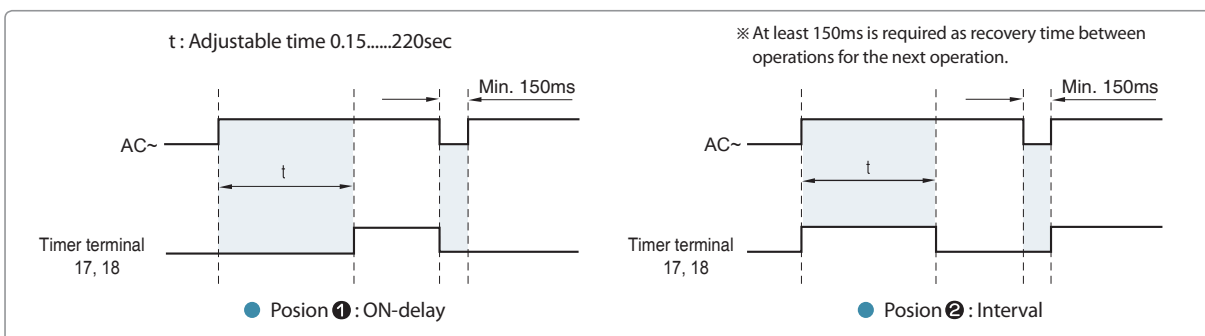 t : Adjustable time 0.15......220sec
Min. 150ms
AC~
t
Timer terminal
17, 18
Posion ❶ : ON-delay
※ At least 150ms is required as recovery time between
operations for the next operation.
Min. 150ms
AC~
t
Timer terminal
17, 18
Posion ❷ : Interval